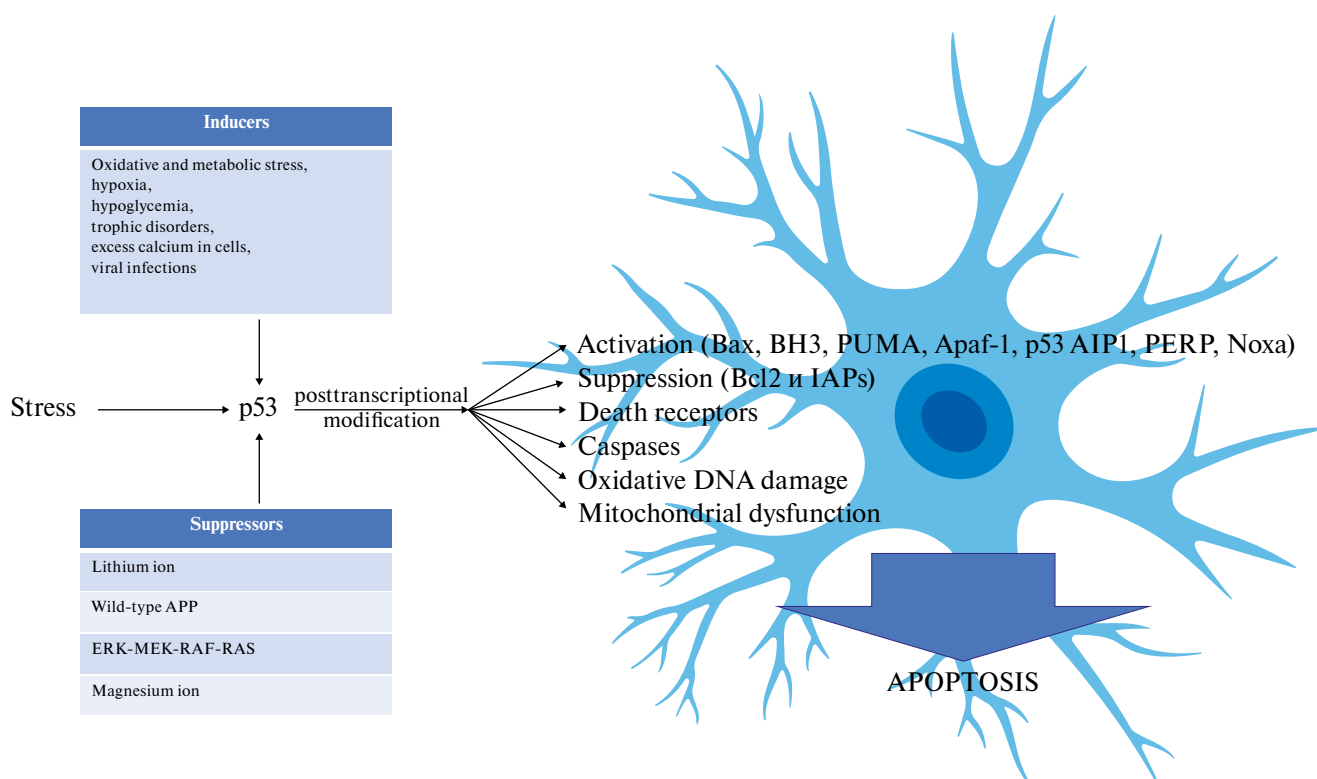 Inducers
Oxidative and metabolic stress,
hypoxia,
hypoglycemia,
trophic disorders,
excess calcium in cells,
viral infections
Stress
p53
posttranscriptional
modification
Activation (Bax, BH3, PUMA, Apaf-1, p53 AIP1, PERP, Noxa)
Suppression (Bcl2 и IAPs)
Death receptors
Caspases
Oxidative DNA damage
Mitochondrial dysfunction
Suppressors
Lithium ion
Wild-type APP
ERK-MEK-RAF-RAS
Magnesium ion
APOPTOSIS